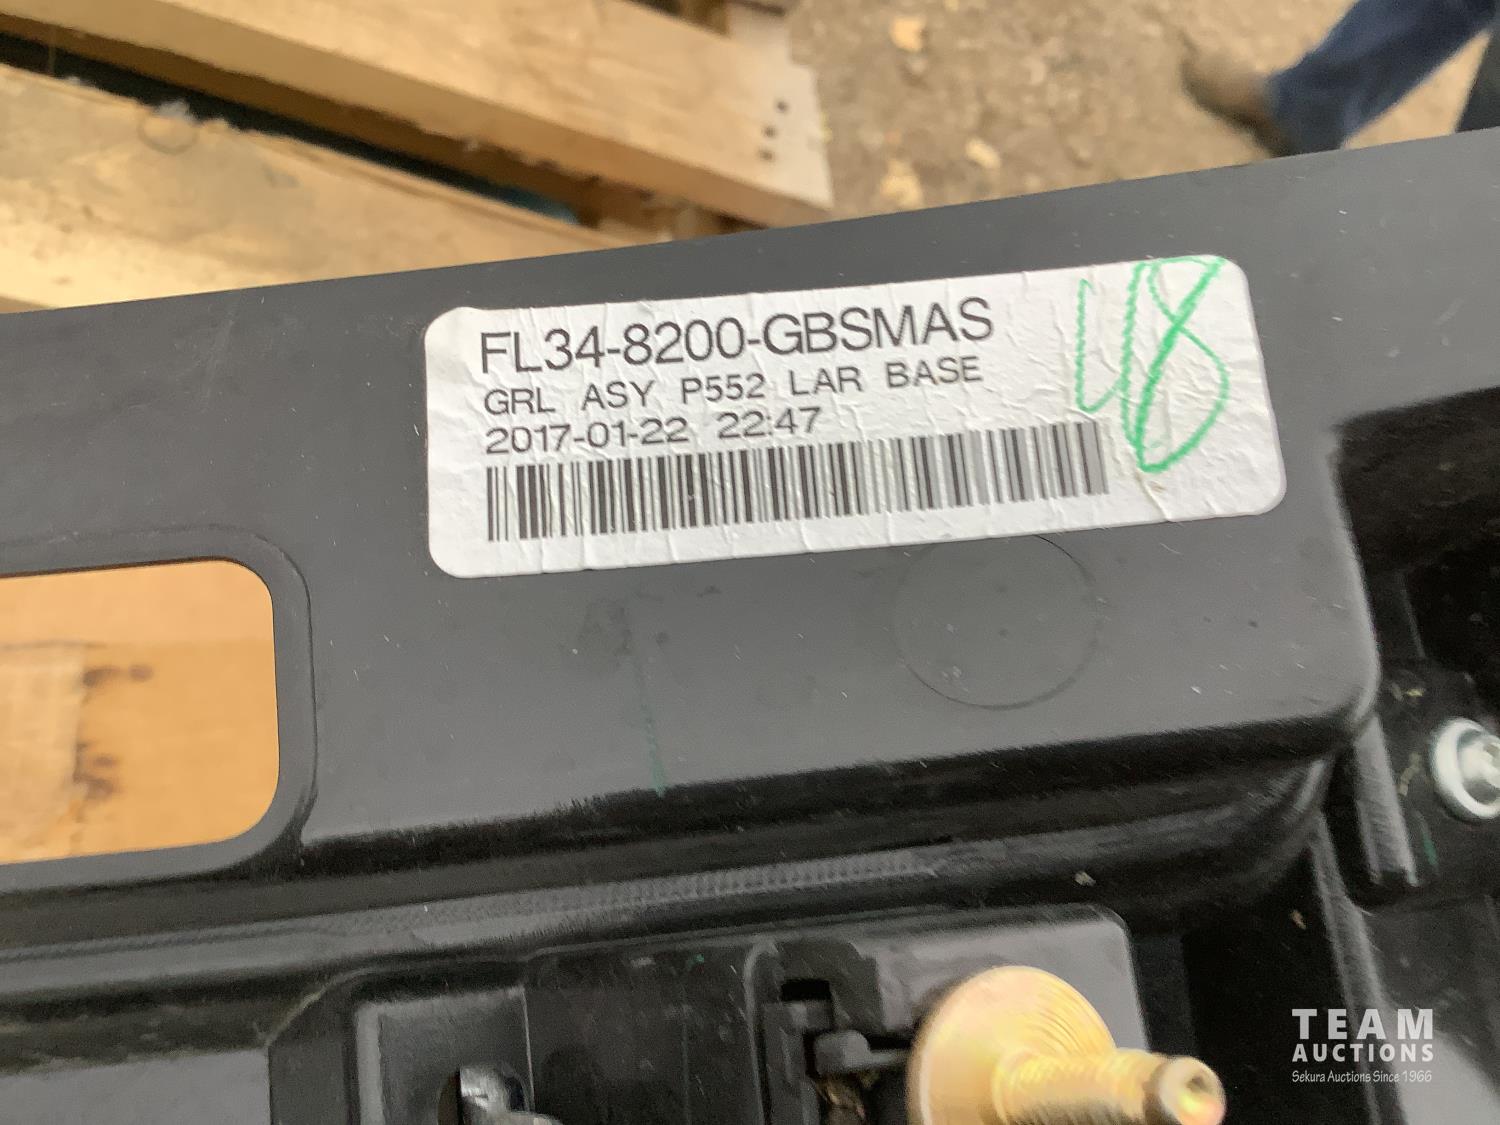 FL34-8200-GBSMAS
GRL ASY P552 LAR BASE
2017-01-22 22:47
48
TEAM
AUCTIONS
Sekura Auctions Since 1966